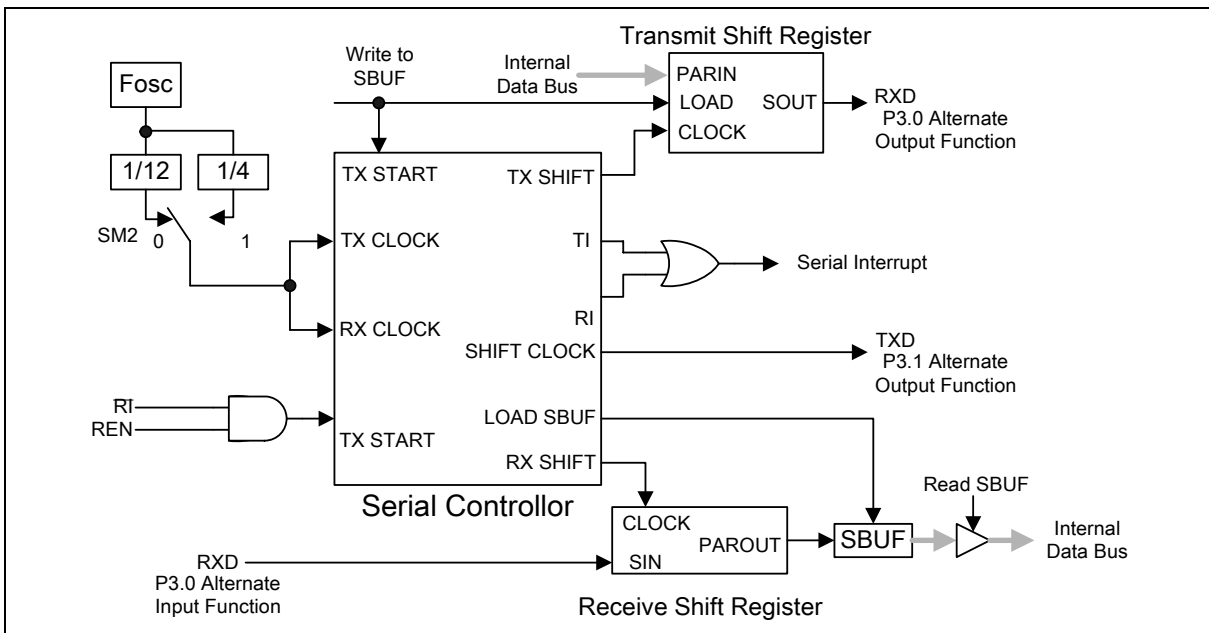 Transmit Shift Register
Write to
SBUF
Internal
Data Bus
PARIN
LOAD
CLOCK
SOUT
RXD
P3.0 Alternate
Output Function
Fosc
1/12
1/4
SM2
0
1
TX START
TX SHIFT
TX CLOCK
TI
Serial Interrupt
RX CLOCK
RI
SHIFT CLOCK
TXD
P3.1 Alternate
Output Function
RI
REN
TX START
LOAD SBUF
RX SHIFT
Serial Controllor
Read SBUF
CLOCK
PAROUT
SIN
SBUF
Internal
Data Bus
RXD
P3.0 Alternate
Input Function
Receive Shift Register